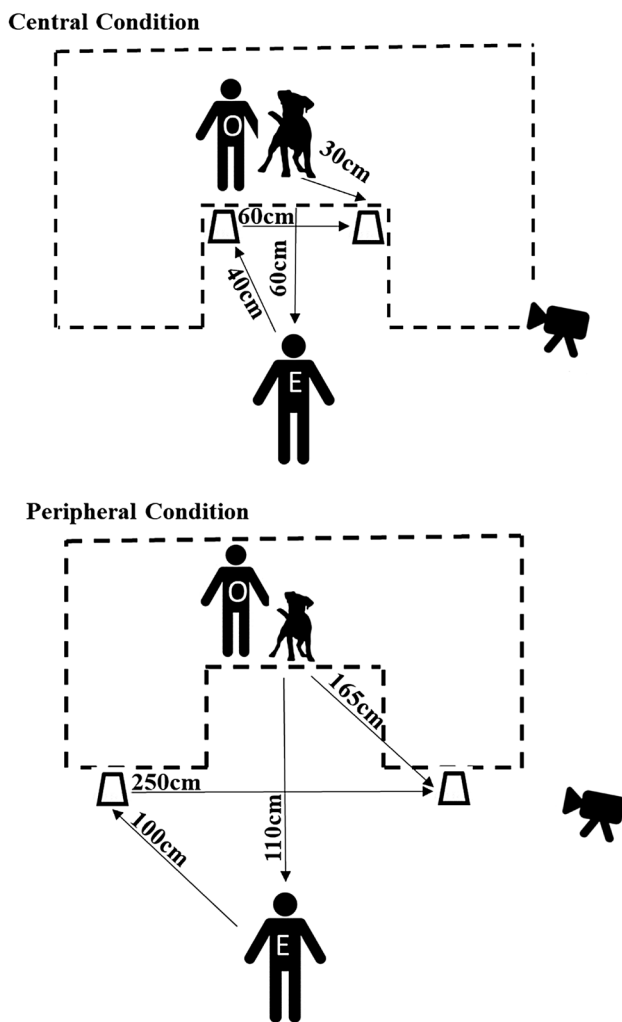 Central Condition
O
30cm
60cm
60cm
40cm
E
Peripheral Condition
O
165cm
250cm
110cm
100cm
E